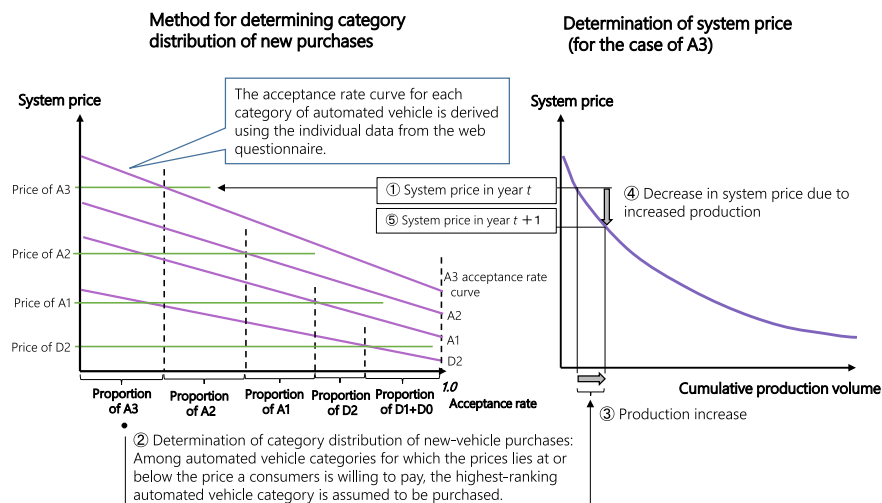 Method for determining category
distribution of new purchases
Determination of system price
(for the case of A3)
System price
The acceptance rate curve for each
category of automated vehicle is derived
using the individual data from the web
questionnaire.
System price
Price of A3
① System price in year t
④ Decrease in system price due to
increased production
⑤ System price in year t +1
Price of A2
A3 acceptance rate
curve
Price of A1
A2
A1
Price of D2
D2
1.0
Proportion
of A3
Proportion
of A2
Proportion
of A1
Proportion
of D2
Proportion
of D1+D0
Acceptance rate
Cumulative production volume
③ Production increase
② Determination of category distribution of new-vehicle purchases:
Among automated vehicle categories for which the prices lies at or
below the price a consumers is willing to pay, the highest-ranking
automated vehicle category is assumed to be purchased.